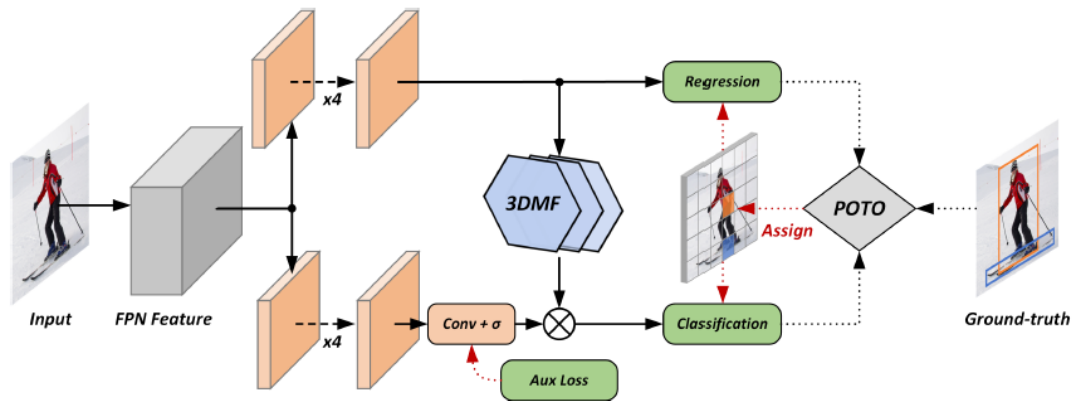 x4
Regression
3DMF
POTO
Assign
Input
FPN Feature
x4
Conv + σ
Classification
Ground-truth
Aux Loss